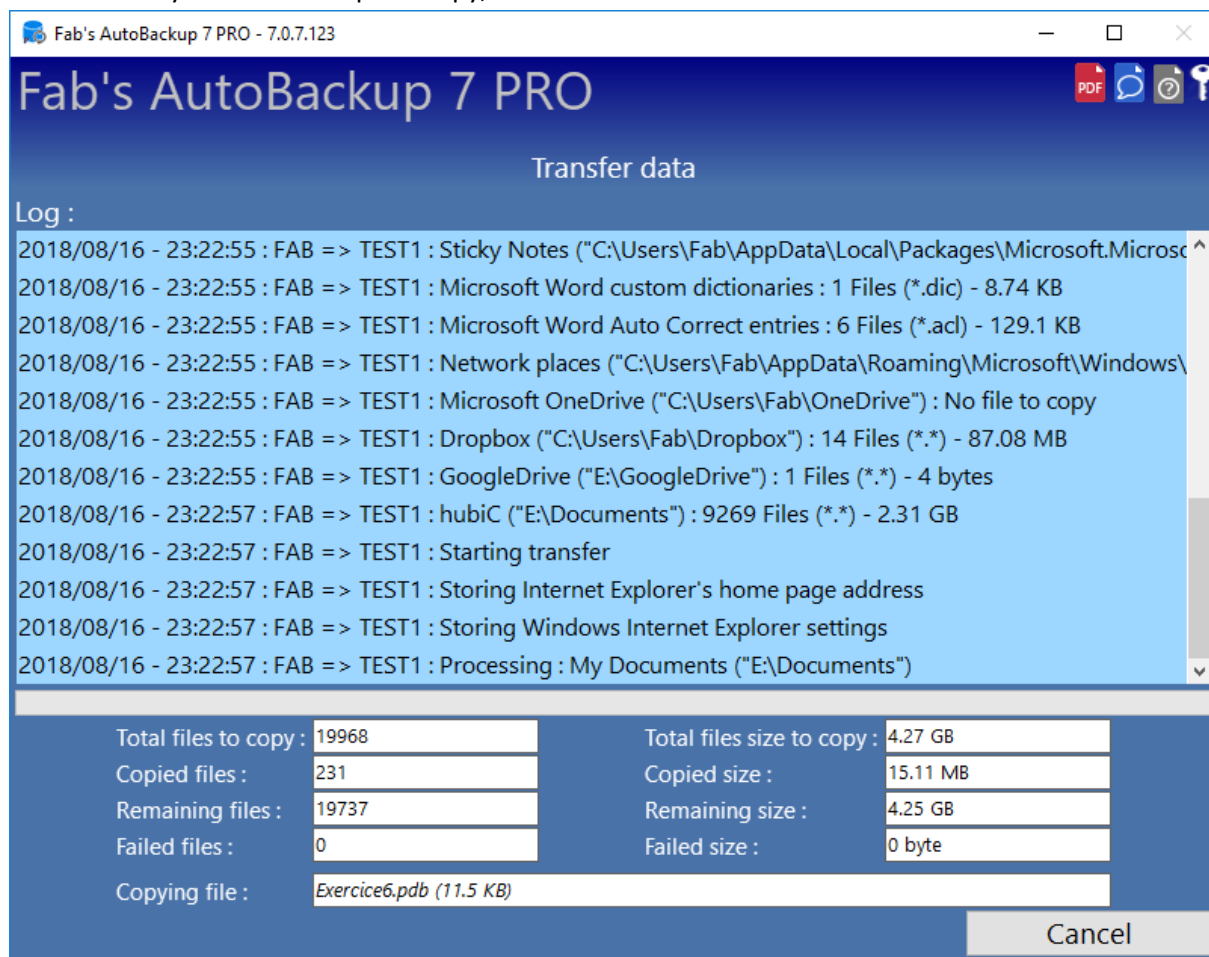 Fab's AutoBackup 7 PRO - 7.0.7.123
Fab's AutoBackup 7 PRO
PDF
Transfer data
Log :
2018/08/16 - 23:22:55 : FAB => TEST1 : Sticky Notes ("C:\Users\Fab\AppData\Local\Packages\Microsoft.Microsc
2018/08/16 - 23:22:55 : FAB => TEST1 : Microsoft Word custom dictionaries : 1 Files (*.dic) - 8.74 KB
2018/08/16 - 23:22:55 : FAB => TEST1 : Microsoft Word Auto Correct entries : 6 Files (*.acl) - 129.1 KB
2018/08/16 - 23:22:55 : FAB => TEST1 : Network places ("C:\Users\Fab\AppData\Roaming\Microsoft\Windows\
2018/08/16 - 23:22:55 : FAB => TEST1 : Microsoft OneDrive ("C:\Users\Fab\OneDrive") : No file to copy
2018/08/16 - 23:22:55 : FAB => TEST1 : Dropbox ("C:\Users\Fab\Dropbox") : 14 Files (*.*) - 87.08 MB
2018/08/16 - 23:22:55 : FAB => TEST1 : GoogleDrive ("E:\GoogleDrive") : 1 Files (*.*) - 4 bytes
2018/08/16 - 23:22:57 : FAB => TEST1 : hubiC ("E:\Documents") : 9269 Files (*.*) - 2.31 GB
2018/08/16 - 23:22:57 : FAB => TEST1 : Starting transfer
2018/08/16 - 23:22:57 : FAB => TEST1 : Storing Internet Explorer's home page address
2018/08/16 - 23:22:57 : FAB => TEST1 : Storing Windows Internet Explorer settings
2018/08/16 - 23:22:57 : FAB => TEST1 : Processing : My Documents ("E:\Documents")
Total files to copy : 19968 Total files size to copy : 4.27 GB
Copied files : 231 Copied size : 15.11 MB
Remaining files : 19737 Remaining size : 4.25 GB
Failed files : 0 Failed size : 0 byte
Copying file : Exercice6.pdb (11.5 KB)
Cancel